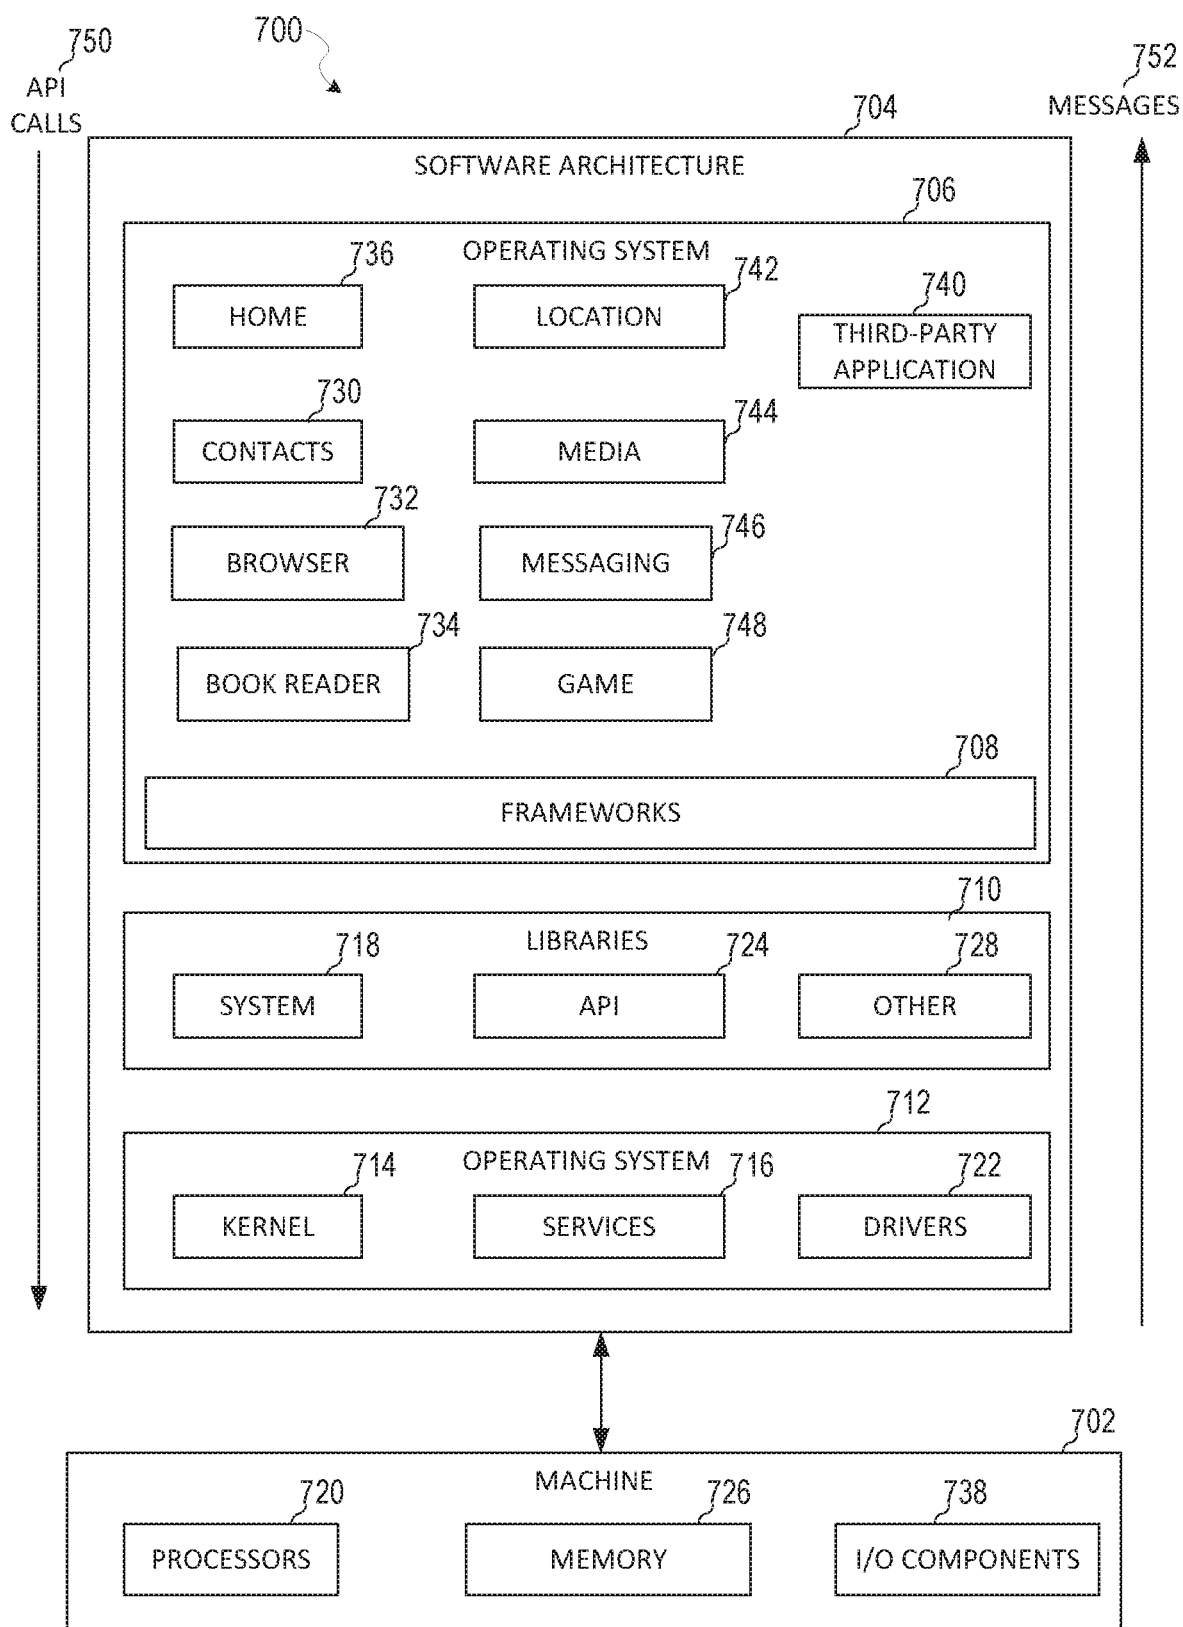 700
750
API
CALLS
752
MESSAGES
704
SOFTWARE ARCHITECTURE
706
OPERATING SYSTEM
736
HOME
742
LOCATION
740
THIRD-PARTY
APPLICATION
730
CONTACTS
744
MEDIA
732
BROWSER
746
MESSAGING
734
BOOK READER
748
GAME
708
FRAMEWORKS
710
LIBRARIES
718
SYSTEM
724
API
728
OTHER
712
OPERATING SYSTEM
714
KERNEL
716
SERVICES
722
DRIVERS
702
MACHINE
720
PROCESSORS
726
MEMORY
738
I/O COMPONENTS